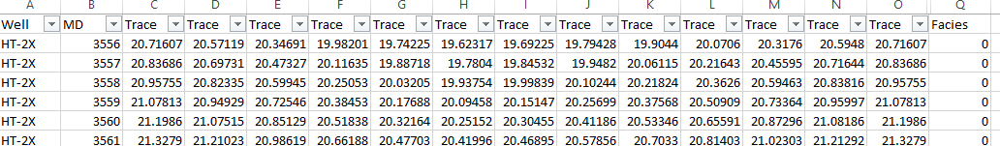 A B C D E F G H I J K L M N O Q
Well MD Trace Trace Trace Trace Trace Trace Trace Trace Trace Trace Trace Trace Trace Facies
HT-2X 3556 20.71607 20.57119 20.34691 19.98201 19.74225 19.62317 19.69225 19.79428 19.9044 20.0706 20.3176 20.5948 20.71607 0
HT-2X 3557 20.83686 20.69731 20.47327 20.11635 19.88718 19.7804 19.84532 19.9482 20.06115 20.21643 20.45595 20.71644 20.83686 0
HT-2X 3558 20.95755 20.82335 20.59945 20.25053 20.03205 19.93754 19.99839 20.10244 20.21824 20.3626 20.59463 20.83816 20.95755 0
HT-2X 3559 21.07813 20.94929 20.72546 20.38453 20.17688 20.09458 20.15147 20.25699 20.37568 20.50909 20.73364 20.95997 21.07813 0
HT-2X 3560 21.1986 21.07515 20.85129 20.51838 20.32164 20.25152 20.30455 20.41186 20.53346 20.65591 20.87296 21.08186 21.1986 0
HT-2X 3561 21.3279 21.21023 20.98619 20.66188 20.47703 20.41996 20.46895 20.57856 20.7033 20.81403 21.02303 21.21292 21.3279 0